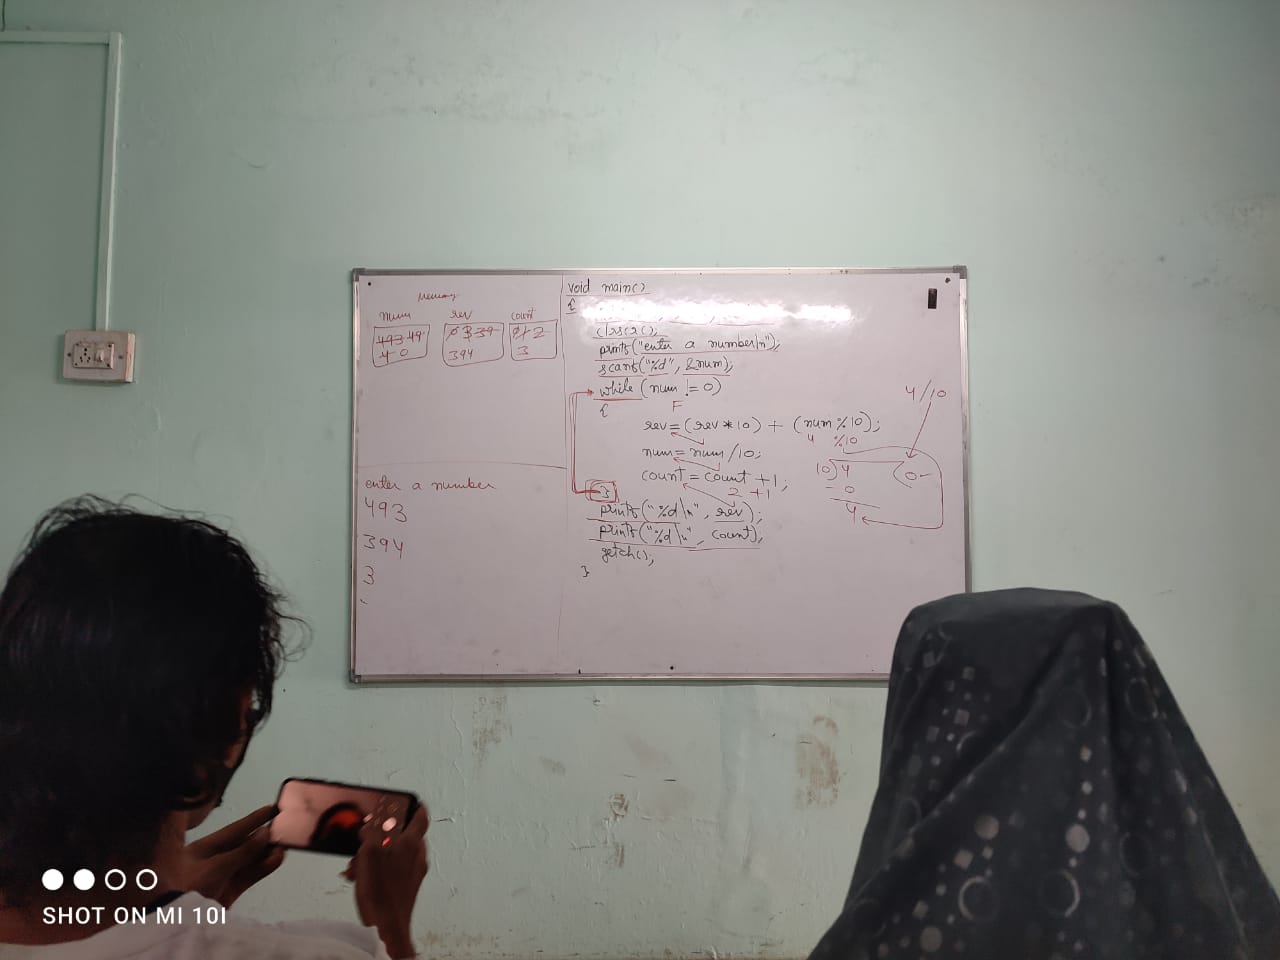 Memory
num rev count
493 49 0 3 39 0 1 2
4 0 394 3
enter a number
493
394
3
void main()
{
clrscr();
printf("enter a number\n");
scanf("%d", &num);
while (num != 0)
{
F
rev = (rev * 10) + (num % 10);
4 % 10
num = num / 10;
count = count + 1;
2 + 1
}
printf("%d\n", rev);
printf("%d\n", count);
getch();
}
4/10
10) 4 ( 0
- 0
4
SHOT ON MI 10I